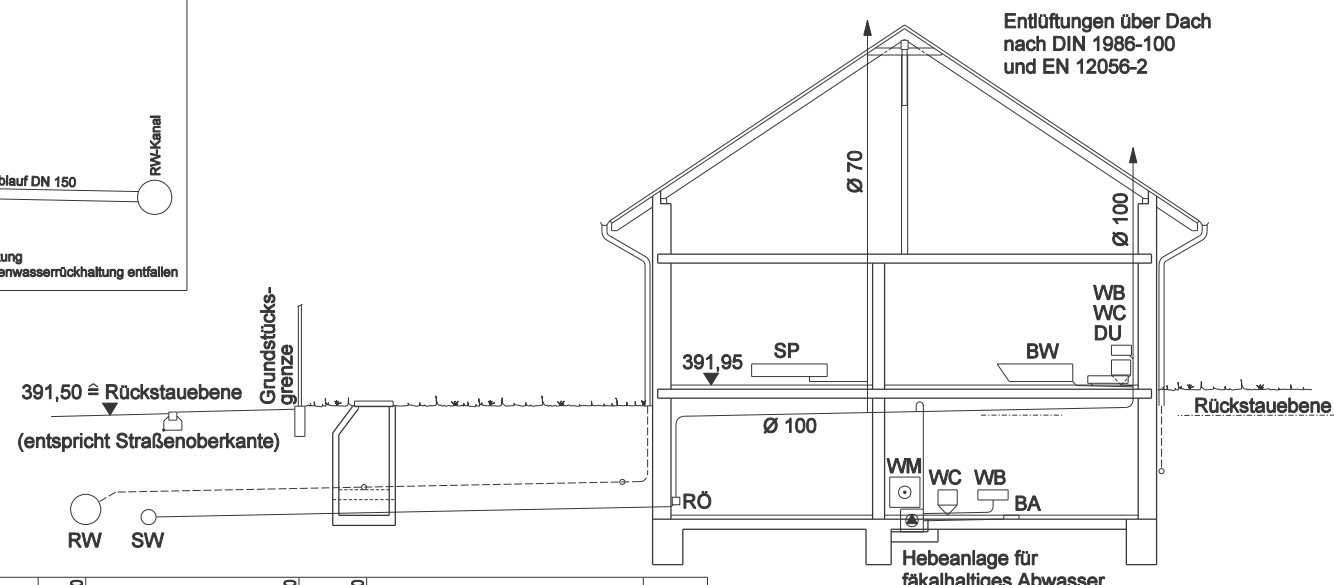 Entlüftungen über Dach
nach DIN 1986-100
und EN 12056-2
RW-Kanal
DN 150
enwasserrückhaltung entfallen
Ø 70
Ø 100
WB
WC
DU
Grundstücks-
grenze
391,50 ≙ Rückstauebene
(entspricht Straßenoberkante)
391,95
SP
BW
Rückstauebene
Ø 100
WM
WC
WB
BA
RÖ
RW
SW
Hebeanlage für
fäkalhaltiges Abwasser